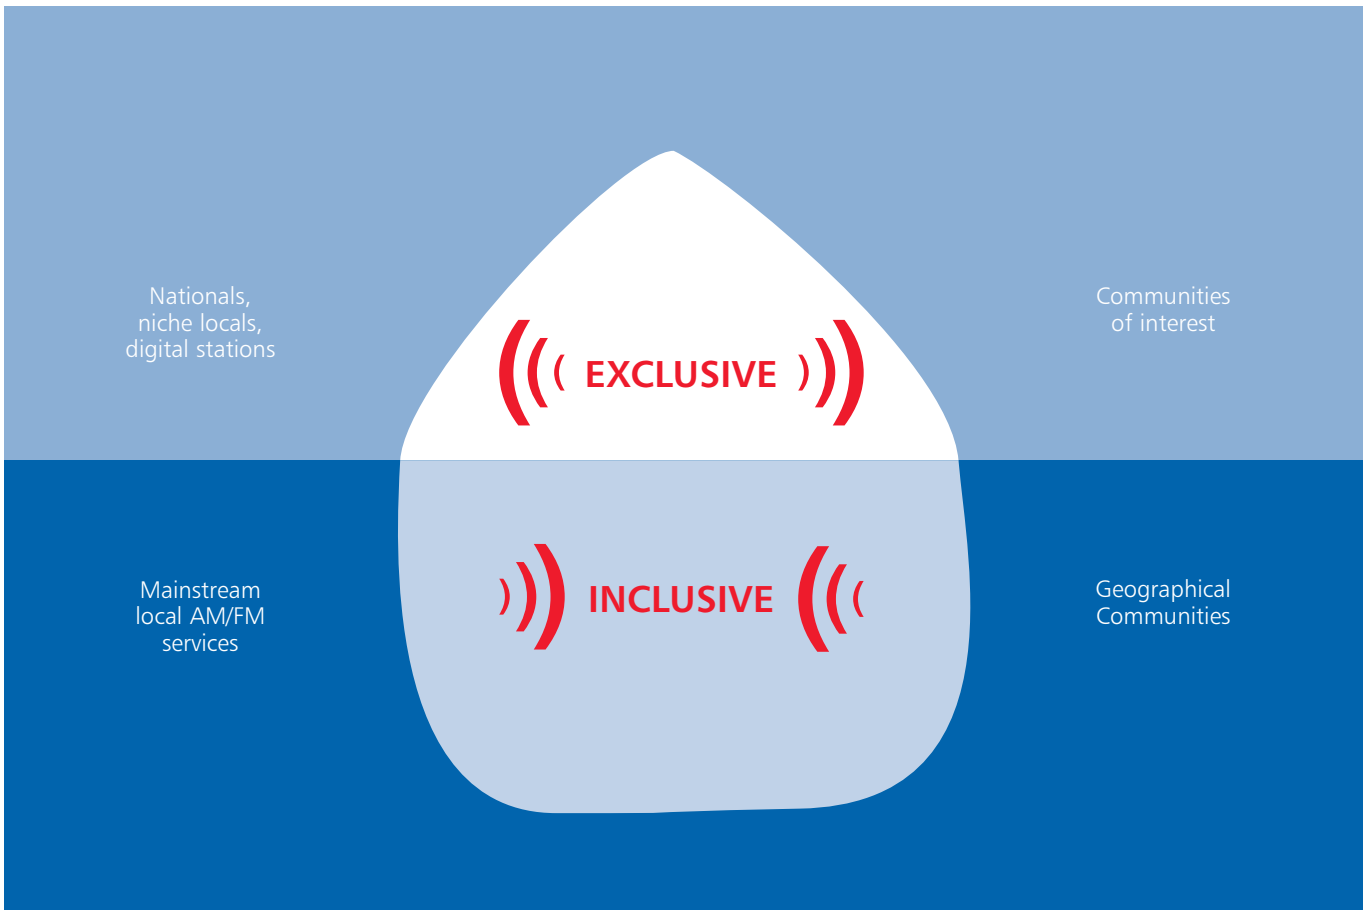 Nationals,
niche locals,
digital stations
EXCLUSIVE
Communities
of interest
Mainstream
local AM/FM
services
INCLUSIVE
Geographical
Communities